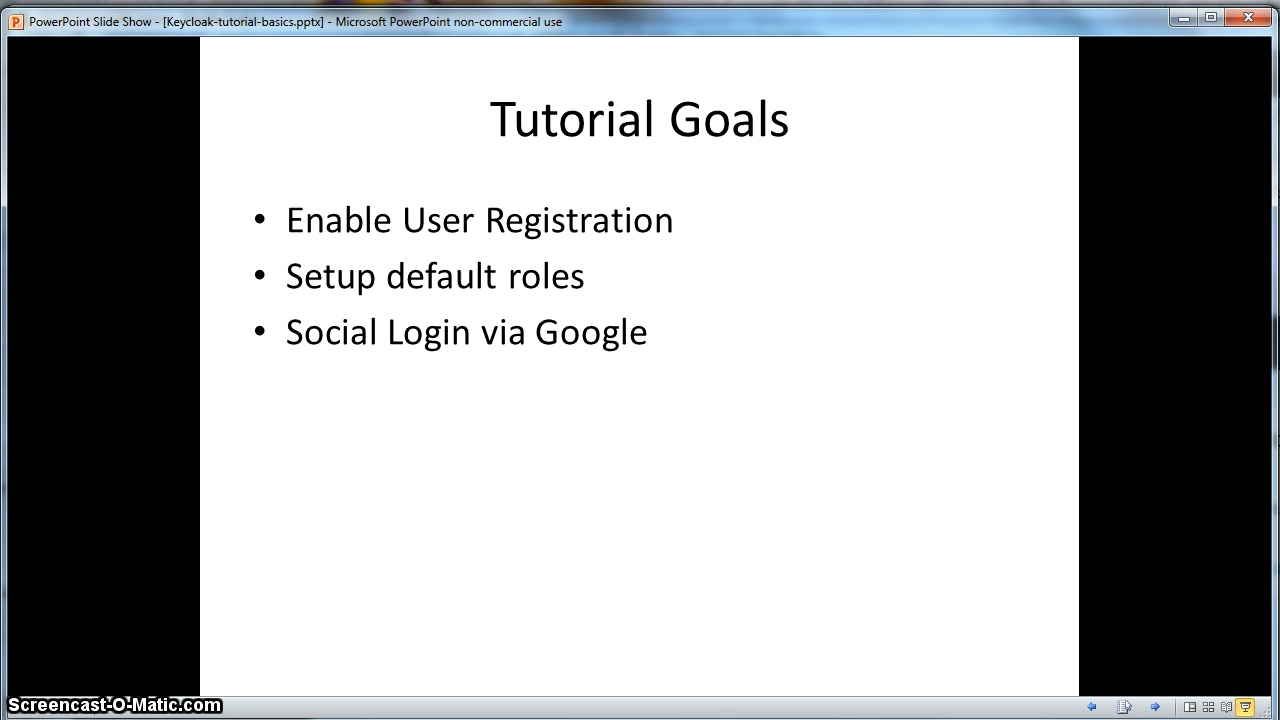 PowerPoint Slide Show - [Keycloak-tutorial-basics.pptx] - Microsoft PowerPoint non-commercial use
Tutorial Goals
• Enable User Registration
• Setup default roles
• Social Login via Google
Screencast-O-Matic.com